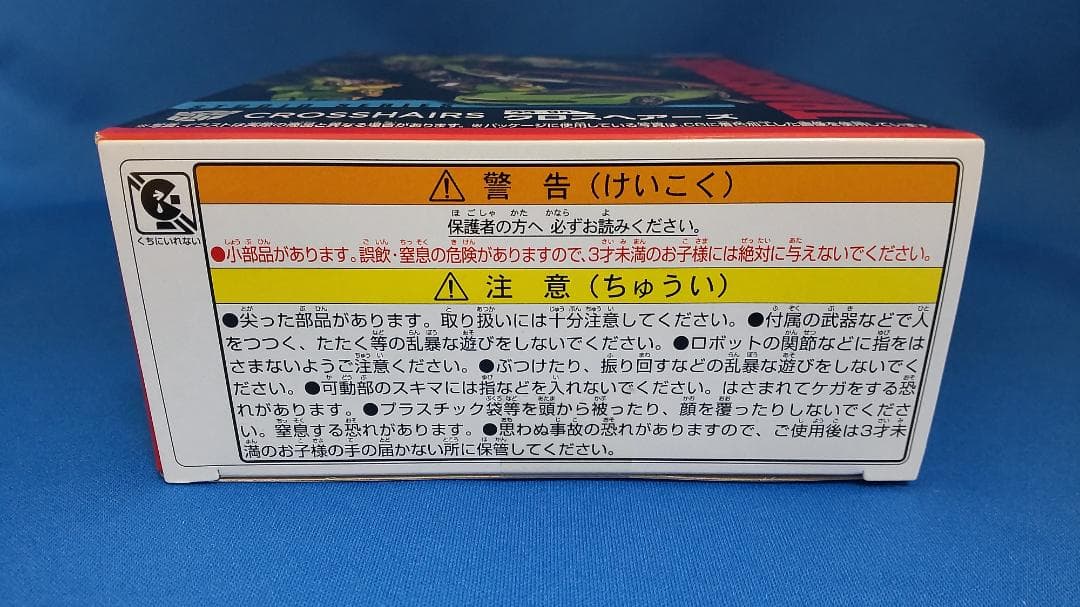 STUDIO SERIES
CROSSHAIRS クロスヘアーズ
くちにいれない
警告(けいこく)
保護者の方へ 必ずお読みください。
●小部品があります。誤飲・窒息の危険がありますので、3才未満のお子様には絶対に与えないでください。
注意(ちゅうい)
●尖った部品があります。取り扱いには十分注意してください。●付属の武器などで人
をつつく、たたく等の乱暴な遊びをしないでください。●ロボットの関節などに指をは
さまないようご注意ください。●ぶつけたり、振り回すなどの乱暴な遊びをしないでく
ださい。●可動部のスキマには指などを入れないでください。はさまれてケガをする恐
れがあります。●プラスチック袋等を頭から被ったり、顔を覆ったりしないでくださ
い。窒息する恐れがあります。●思わぬ事故の恐れがありますので、ご使用後は3才未
満のお子様の手の届かない所に保管してください。